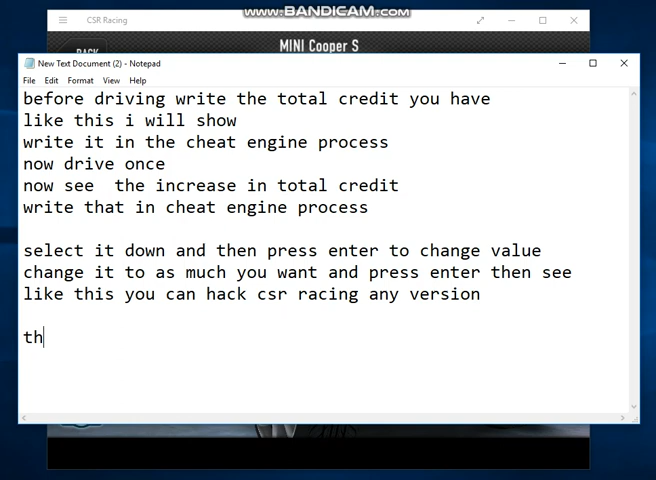 www.BANDICAM.com
CSR Racing
BACK
MINI Cooper S
New Text Document (2) - Notepad
File Edit Format View Help
before driving write the total credit you have
like this i will show
write it in the cheat engine process
now drive once
now see  the increase in total credit
write that in cheat engine process
select it down and then press enter to change value
change it to as much you want and press enter then see
like this you can hack csr racing any version
th